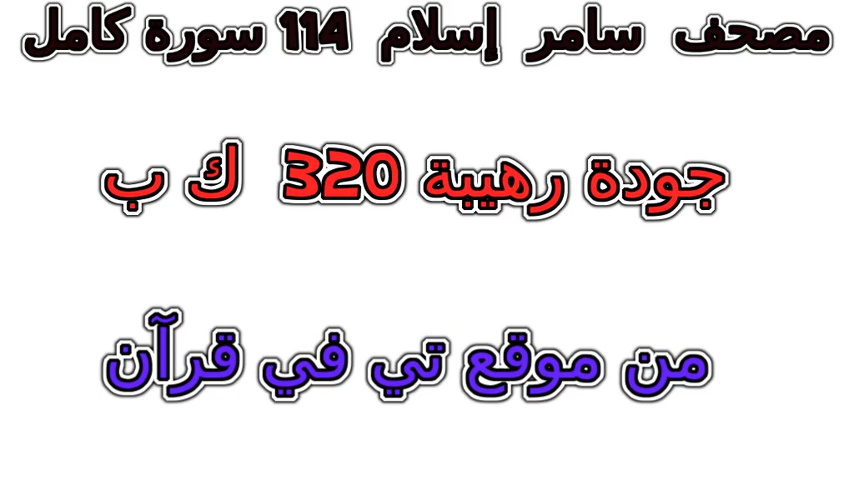 مصحف سامر إسلام 114 سورة كامل
جودة رهيبة 320 ك ب
من موقع تي في قرآن